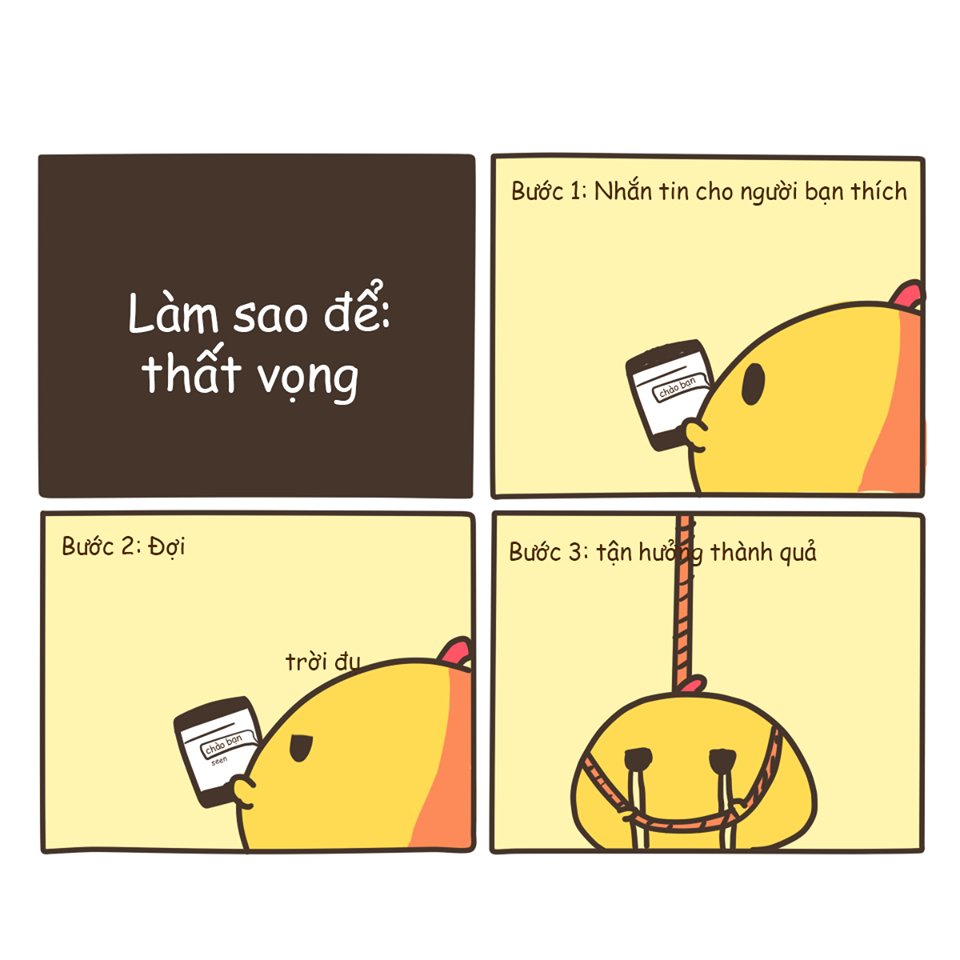 Làm sao để:
thất vọng
Bước 1: Nhắn tin cho người bạn thích
chào bạn
Bước 2: Đợi
trời đụ
chào bạn
seen
Bước 3: tận hưởng thành quả